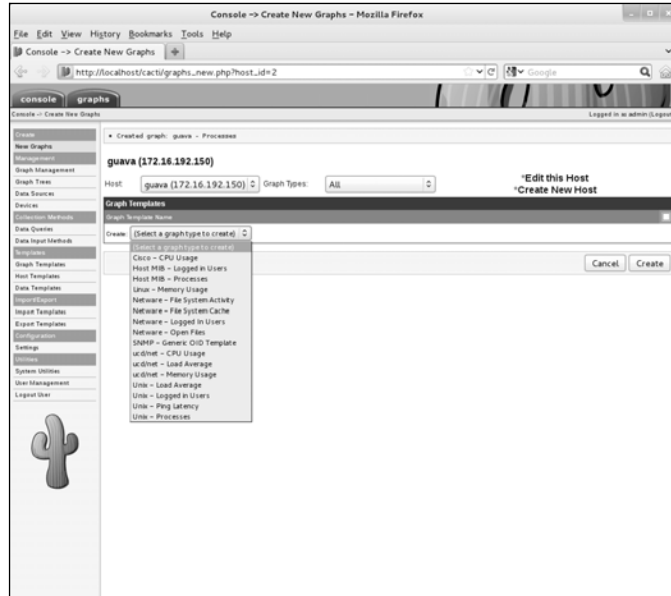 Console -> Create New Graphs - Mozilla Firefox
File Edit View History Bookmarks Tools Help
Console -> Create New Graphs
http://localhost/cacti/graphs_new.php?host_id=2
Google
console graphs
Console -> Create New Graphs
Logged in as admin (Logout
Create
New Graphs
Management
Graph Management
Graph Trees
Data Sources
Devices
Collection Methods
Data Queries
Data Input Methods
Templates
Graph Templates
Host Templates
Data Templates
Import/Export
Import Templates
Export Templates
Configuration
Settings
Utilities
System Utilities
User Management
Logout User
• Created graph: guava - Processes
guava (172.16.192.150)
Host: guava (172.16.192.150) Graph Types: All
*Edit this Host
*Create New Host
Graph Templates
Graph Template Name
Create: (Select a graph type to create)
(Select a graph type to create)
Cisco - CPU Usage
Host MIB - Logged in Users
Host MIB - Processes
Linux - Memory Usage
Netware - File System Activity
Netware - File System Cache
Netware - Logged In Users
Netware - Open Files
SNMP - Generic OID Template
ucd/net - CPU Usage
ucd/net - Load Average
ucd/net - Memory Usage
Unix - Load Average
Unix - Logged in Users
Unix - Ping Latency
Unix - Processes
Cancel Create